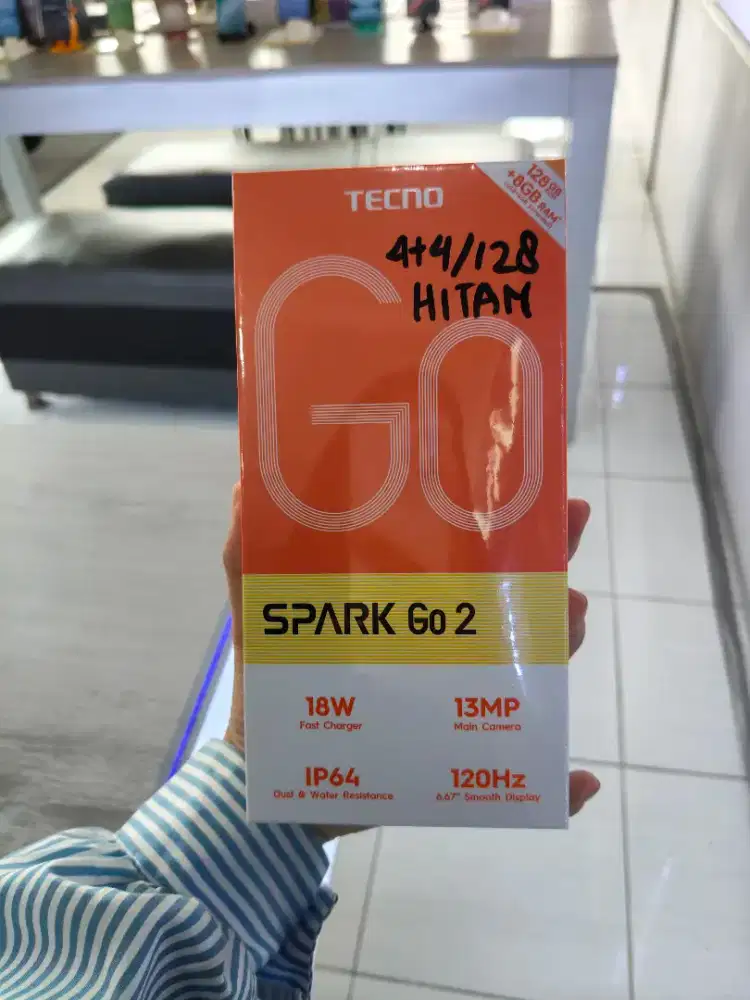 TECNO
128GB
+8GB RAM*
4+4/128
HITAM
Go
SPARK Go 2
18W
Fast Charger
13MP
Main Camera
IP64
Dust & Water Resistance
120Hz
6.67" Smooth Display